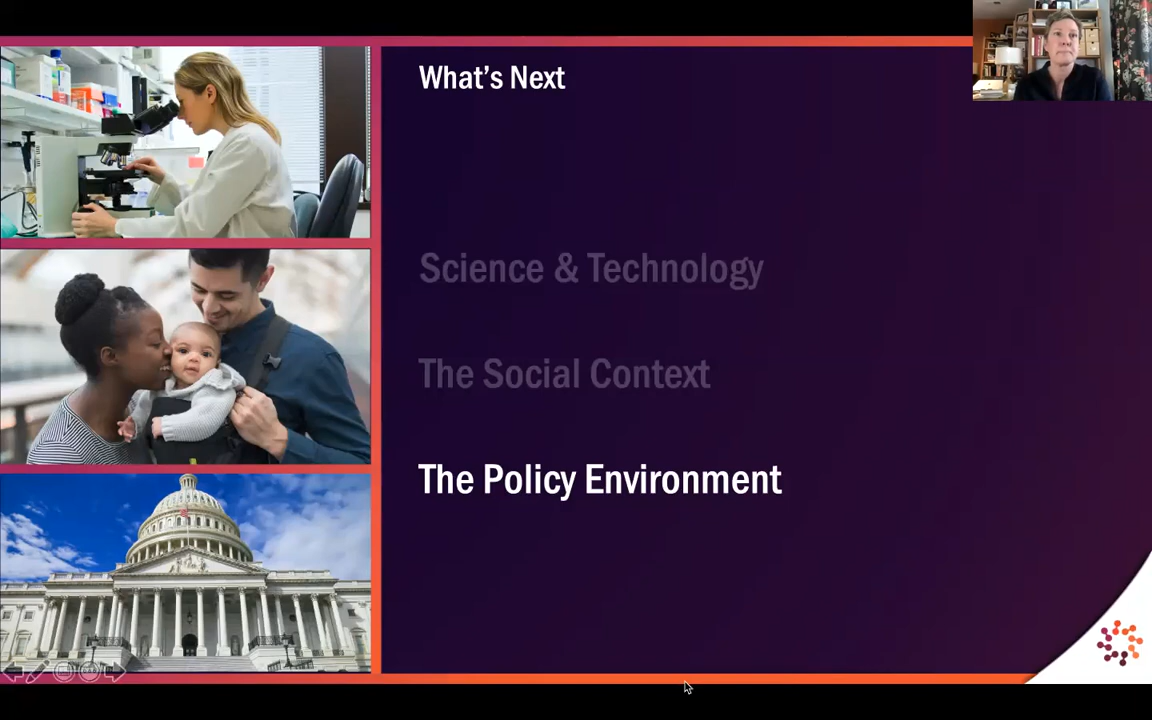 What's Next
Science & Technology
The Social Context
The Policy Environment